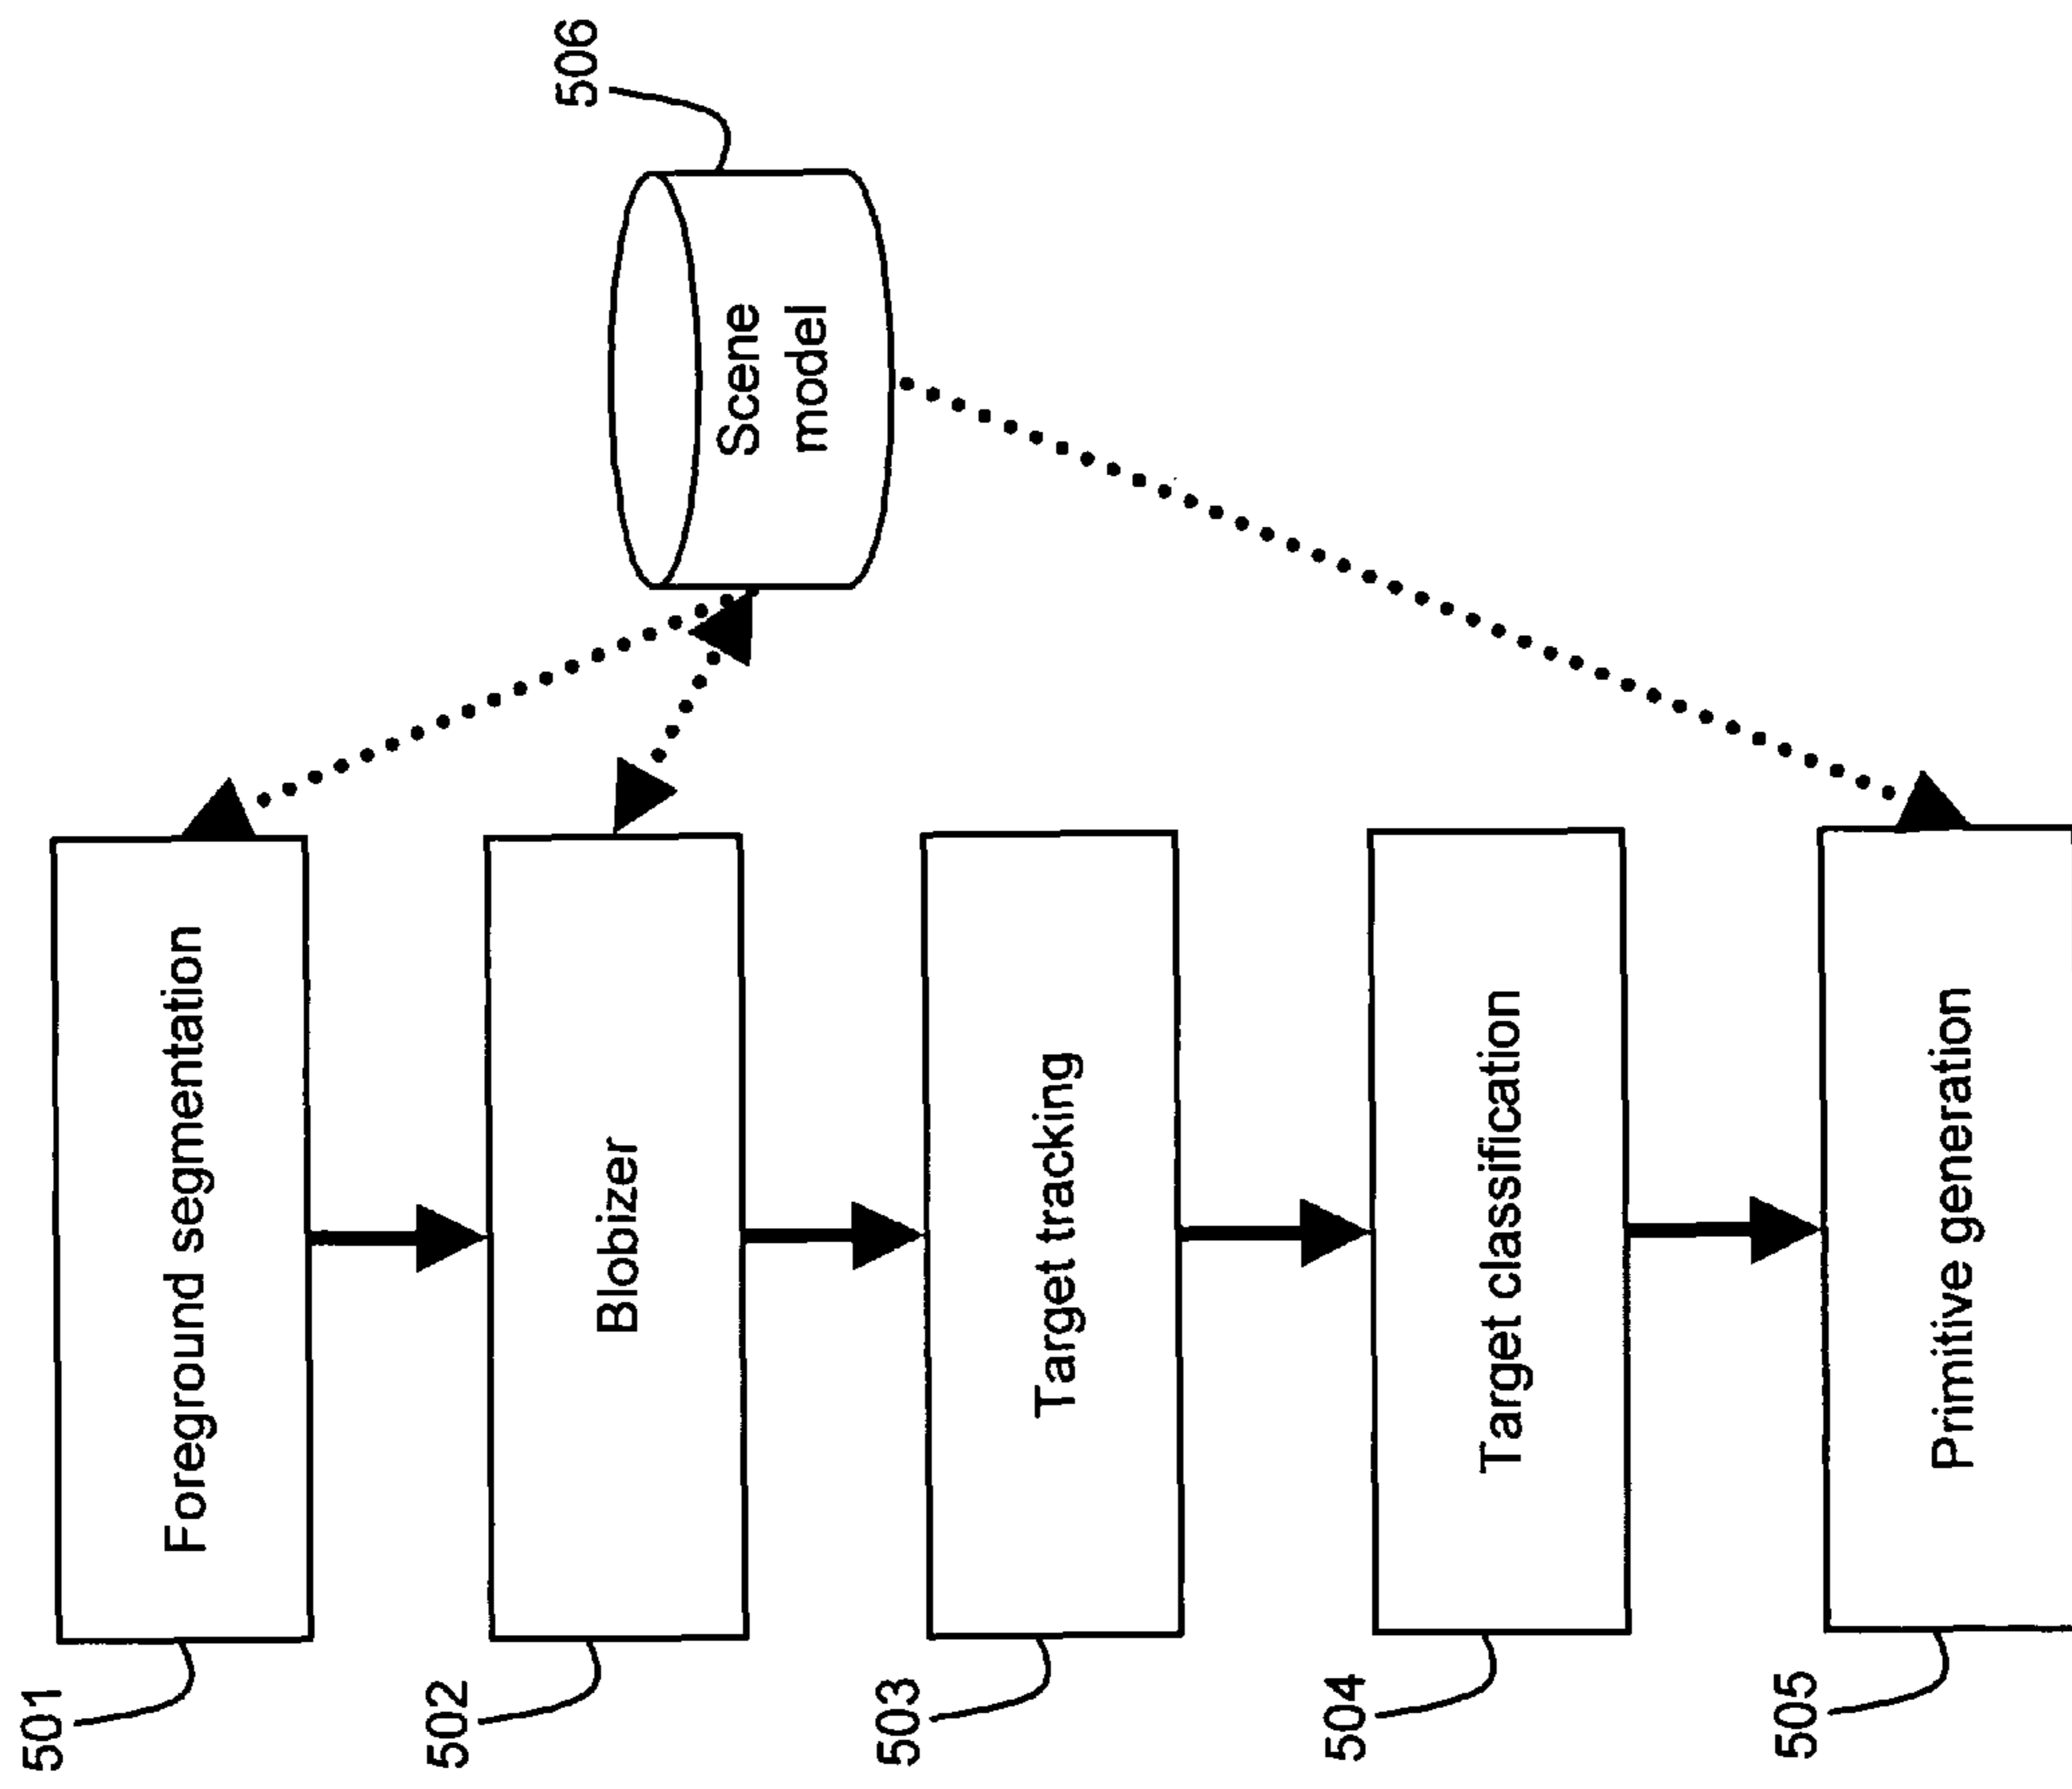 501
Foreground segmentation
502
Blobizer
503
Target tracking
504
Target classification
505
Primitive generation
506
Scene
model